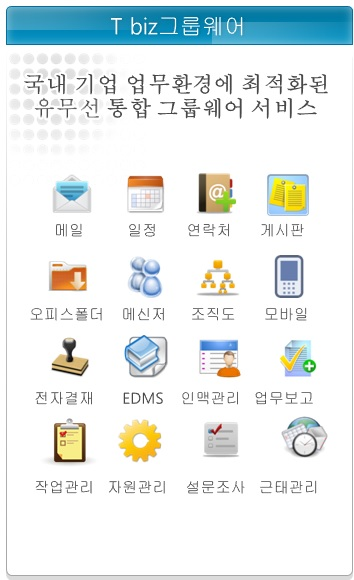 T biz그룹웨어
국내 기업 업무환경에 최적화된
유무선 통합 그룹웨어 서비스
메일 일정 연락처 게시판
오피스폴더 메신저 조직도 모바일
전자결재 EDMS 인맥관리 업무보고
작업관리 자원관리 설문조사 근태관리